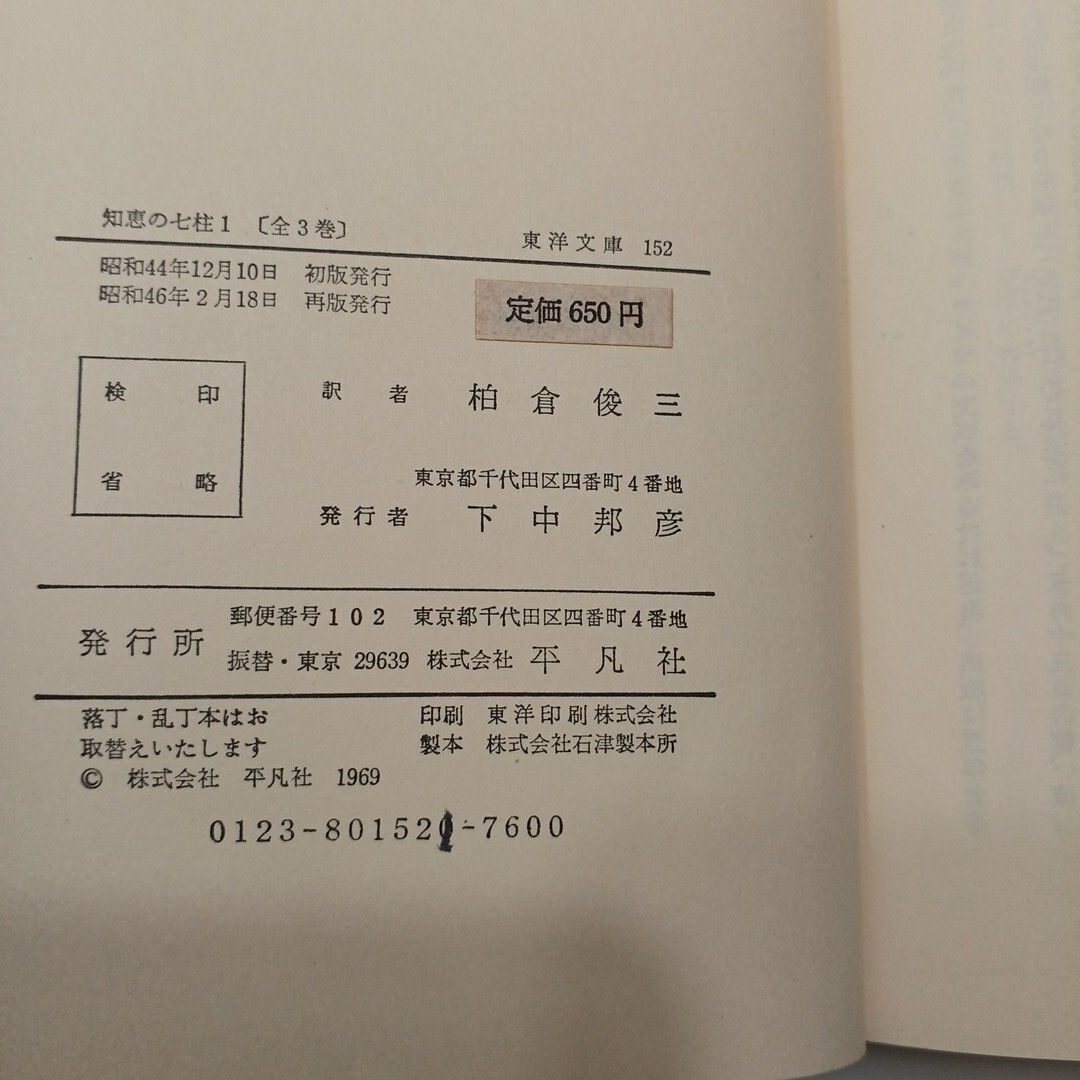 知恵の七柱1 〔全3巻〕 東洋文庫 152
昭和44年12月10日 初版発行
昭和46年2月18日 再版発行
定価650円
検印
省略
訳者 柏倉俊三
東京都千代田区四番町4番地
発行者 下中邦彦
発行所
郵便番号102 東京都千代田区四番町4番地
振替・東京 29639 株式会社 平凡社
落丁・乱丁本はお
取替えいたします
© 株式会社 平凡社 1969
印刷 東洋印刷株式会社
製本 株式会社石津製本所
0123-801521-7600